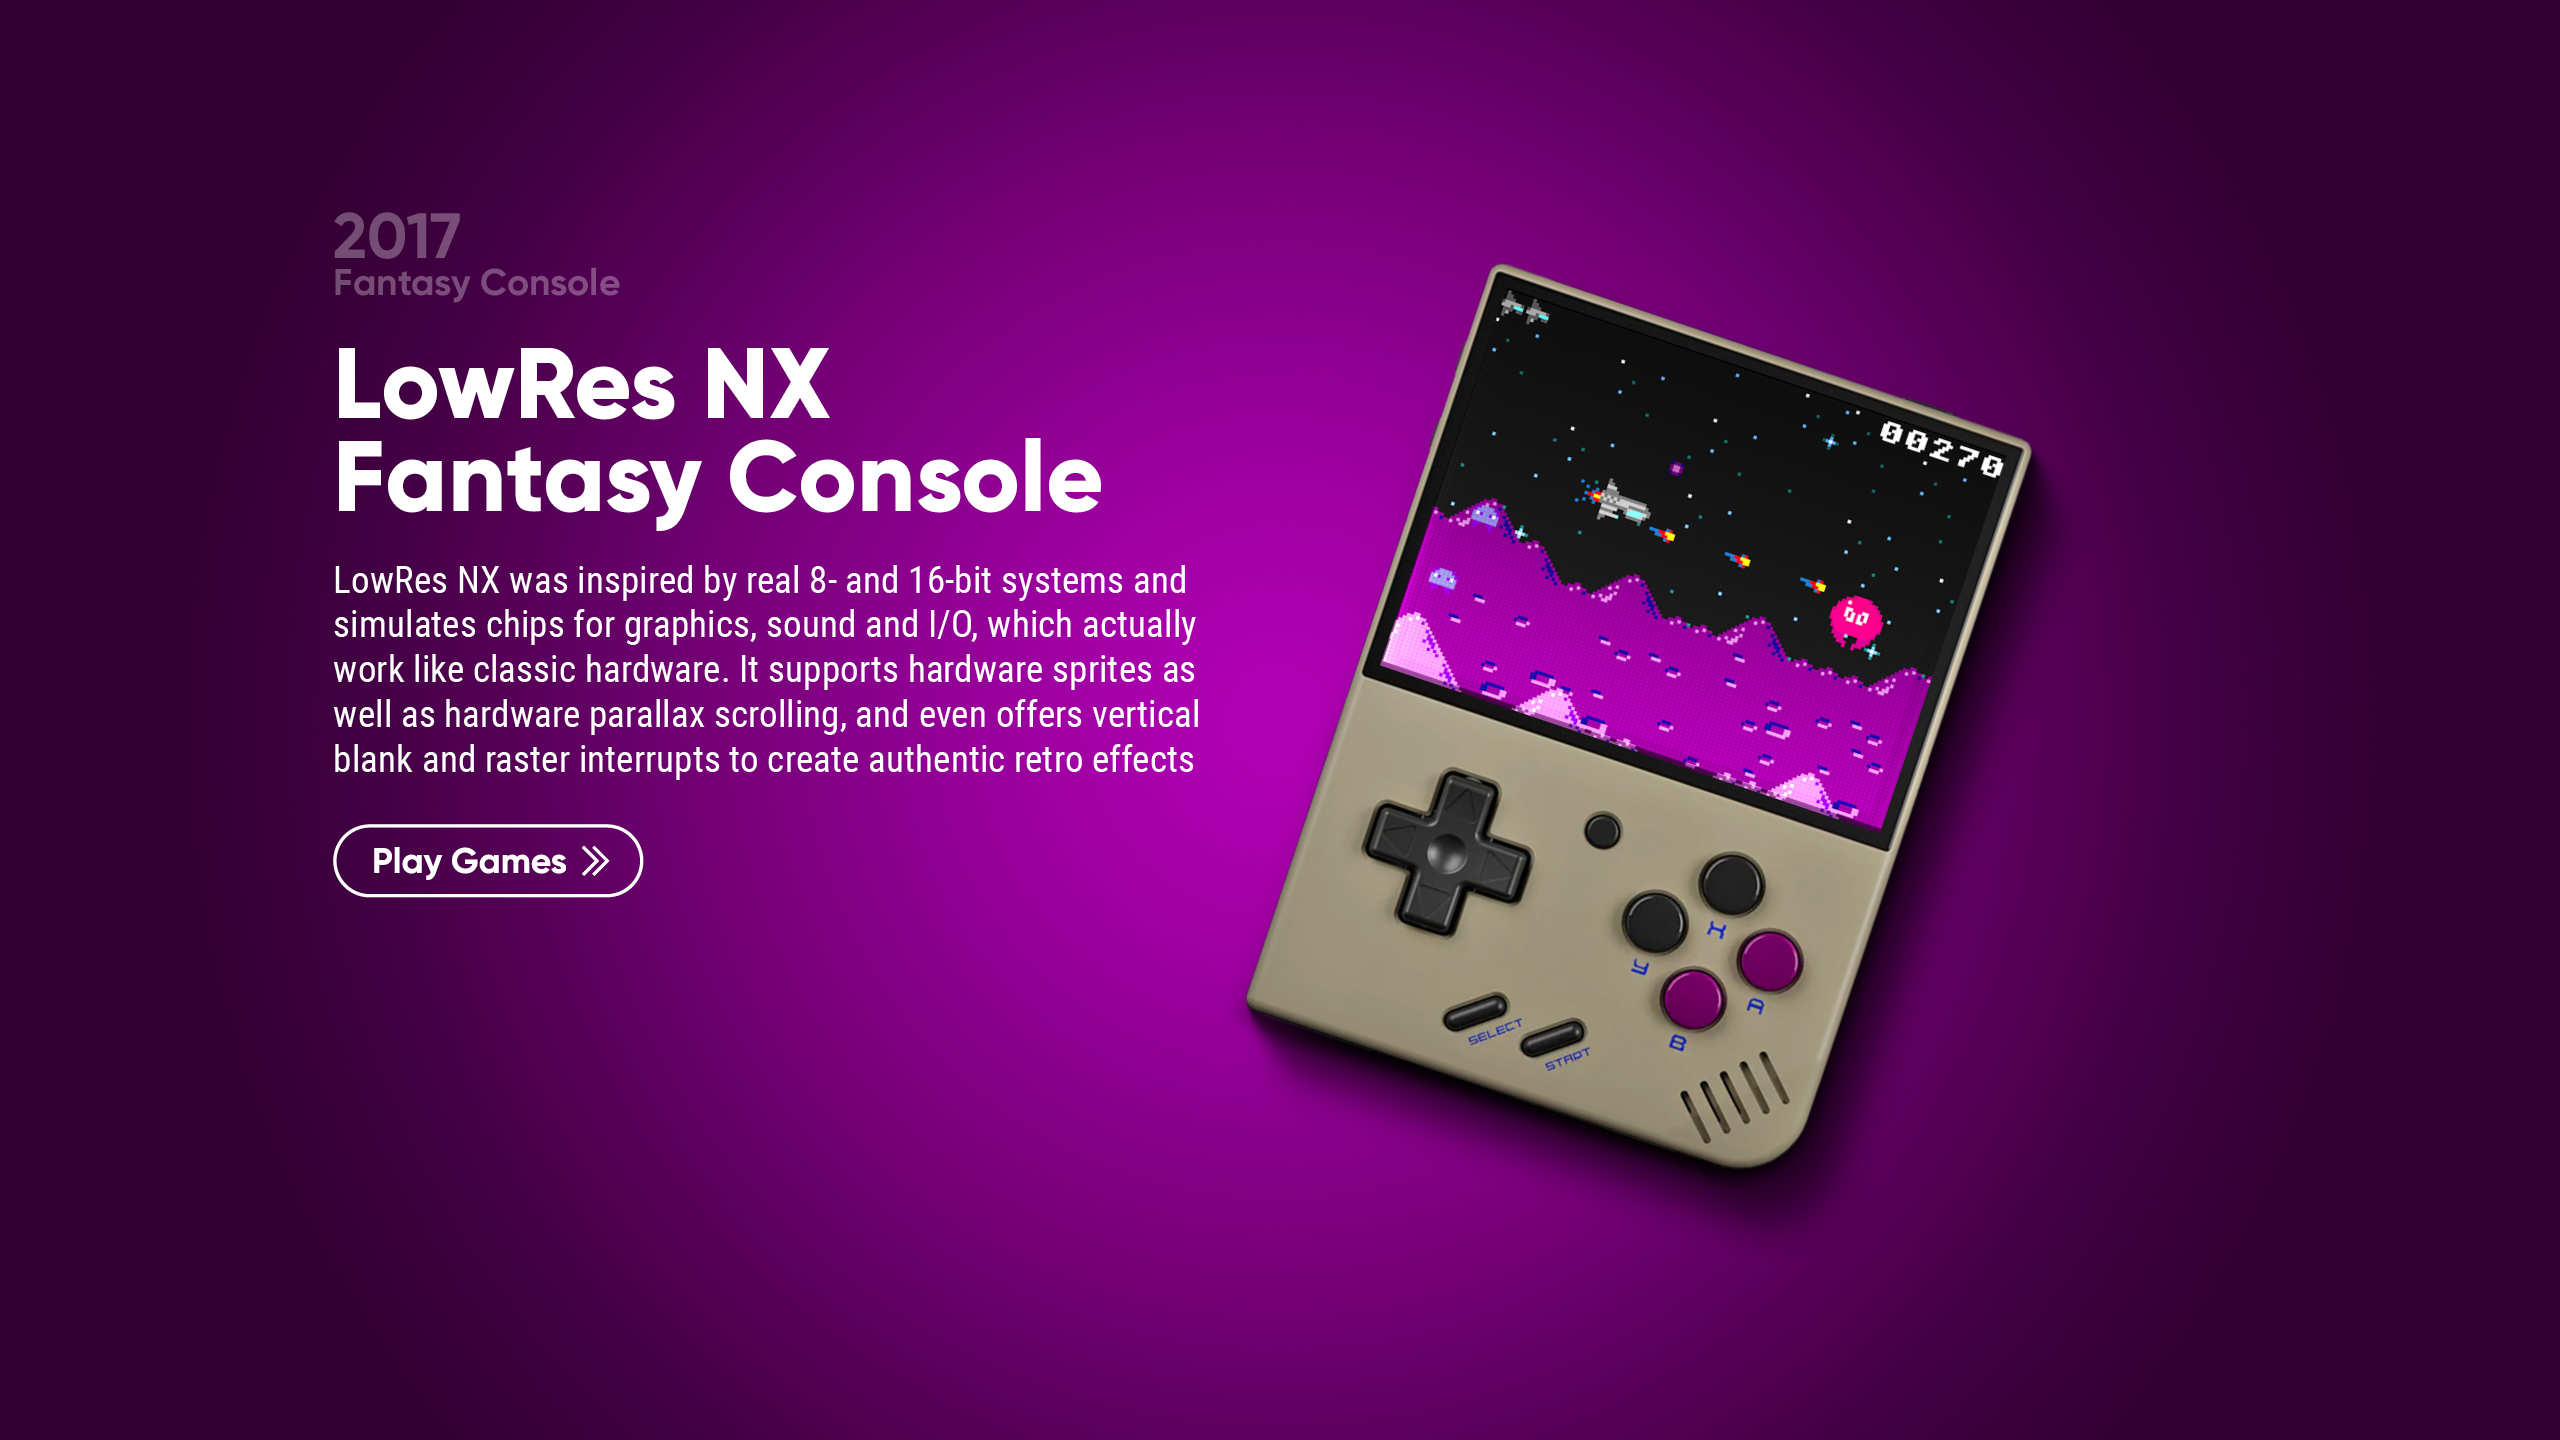 2017
Fantasy Console
LowRes NX
Fantasy Console
LowRes NX was inspired by real 8- and 16-bit systems and
simulates chips for graphics, sound and I/O, which actually
work like classic hardware. It supports hardware sprites as
well as hardware parallax scrolling, and even offers vertical
blank and raster interrupts to create authentic retro effects
Play Games
00270
X
Y
A
B
SELECT
START